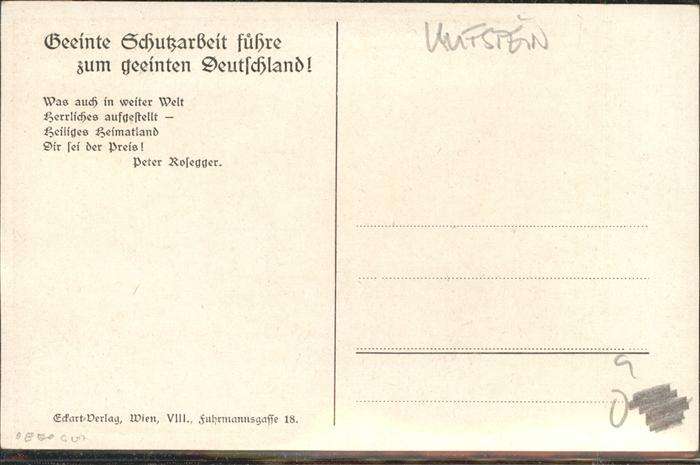 Geeinte Schutzarbeit führe
zum geeinten Deutschland!
Was auch in weiter Welt
Herrliches aufgestellt —
Heiliges Heimatland
Dir sei der Preis!
Peter Rosegger.
Eckart-Verlag, Wien, VIII., Fuhrmannsgasse 18.
KUFSTEIN
9